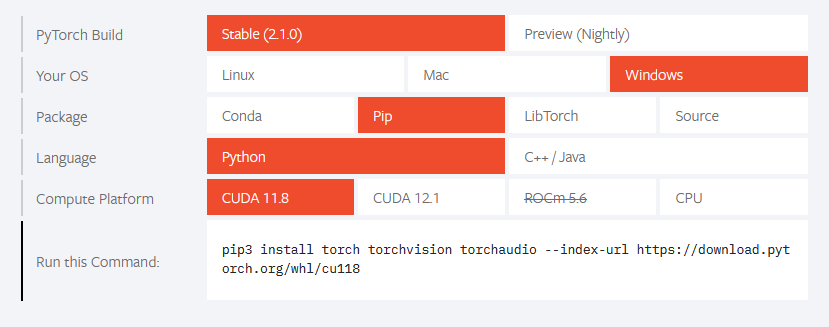 PyTorch Build Stable (2.1.0) Preview (Nightly)
Your OS Linux Mac Windows
Package Conda Pip LibTorch Source
Language Python C++ / Java
Compute Platform CUDA 11.8 CUDA 12.1 ROCm 5.6 CPU
Run this Command:
pip3 install torch torchvision torchaudio --index-url https://download.pyt
orch.org/whl/cu118